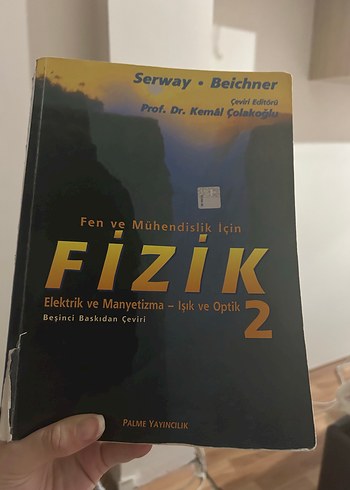 Serway • Beichner
Çeviri Editörü
Prof. Dr. Kemâl Çolakoğlu
Fen ve Mühendislik İçin
FİZİK
Elektrik ve Manyetizma – Işık ve Optik 2
Beşinci Baskıdan Çeviri
PALME YAYINCILIK